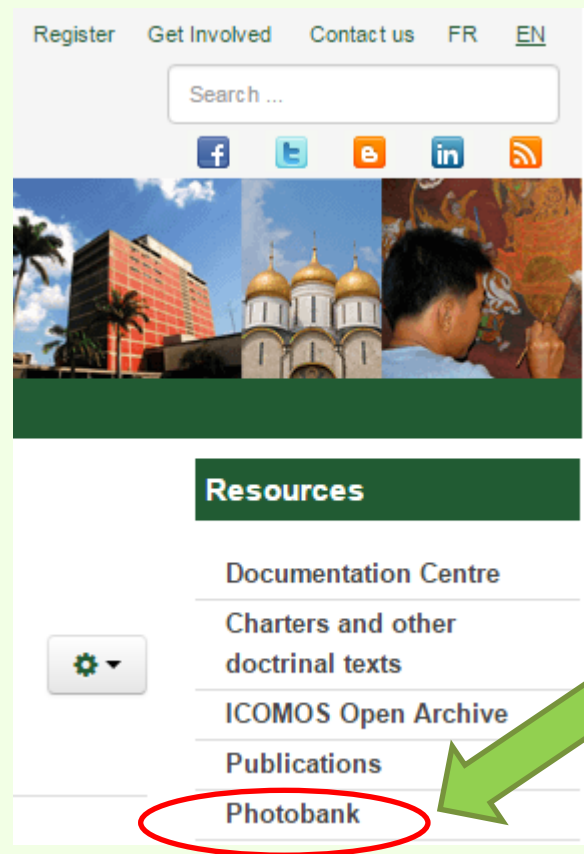 Register Get Involved Contact us FR EN
Search ...
Resources
Documentation Centre
Charters and other
doctrinal texts
ICOMOS Open Archive
Publications
Photobank